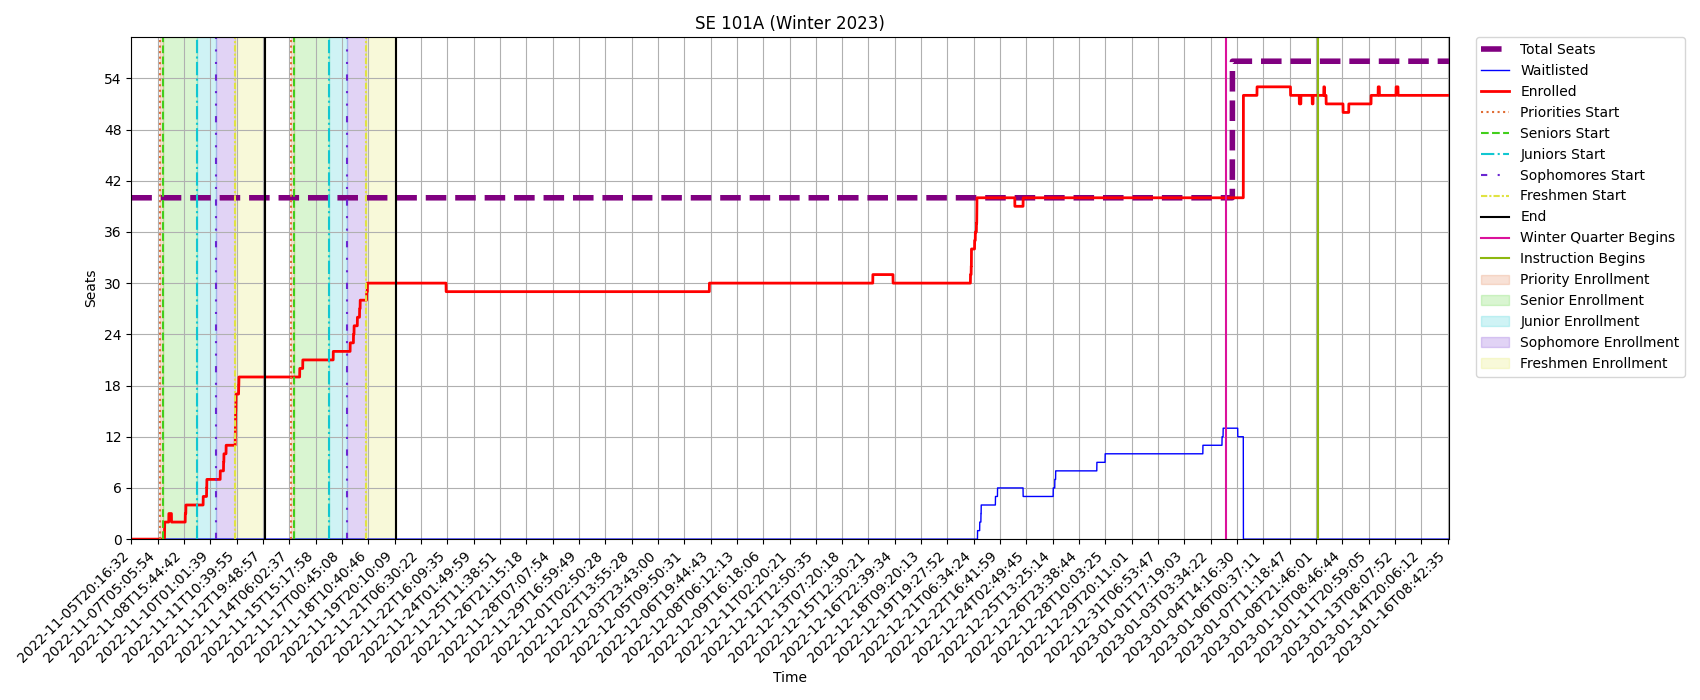 SE 101A (Winter 2023)
Seats
54
48
42
36
30
24
18
12
6
0
2022-11-05T20:16:32
2022-11-07T05:05:54
2022-11-08T15:44:42
2022-11-10T01:01:39
2022-11-11T10:39:55
2022-11-12T19:48:57
2022-11-14T06:02:37
2022-11-15T15:17:58
2022-11-17T00:45:08
2022-11-18T10:40:46
2022-11-19T20:10:09
2022-11-21T06:30:22
2022-11-22T16:09:35
2022-11-24T01:49:59
2022-11-25T11:38:51
2022-11-26T21:15:18
2022-11-28T07:07:54
2022-11-29T16:59:49
2022-12-01T02:50:28
2022-12-02T13:55:28
2022-12-03T23:43:00
2022-12-05T09:50:31
2022-12-06T19:44:43
2022-12-08T06:12:13
2022-12-09T16:18:06
2022-12-11T02:20:21
2022-12-12T12:50:35
2022-12-13T07:20:18
2022-12-15T12:30:21
2022-12-16T22:39:34
2022-12-18T09:20:13
2022-12-19T19:27:52
2022-12-21T06:34:24
2022-12-22T16:41:59
2022-12-24T02:49:45
2022-12-25T13:25:14
2022-12-26T23:38:44
2022-12-28T10:03:25
2022-12-29T20:11:01
2022-12-31T06:53:47
2023-01-01T17:19:03
2023-01-03T03:34:22
2023-01-04T14:16:30
2023-01-06T00:37:11
2023-01-07T11:18:47
2023-01-08T21:46:01
2023-01-10T08:46:44
2023-01-11T20:59:05
2023-01-13T08:07:52
2023-01-14T20:06:12
2023-01-16T08:42:35
Time
Total Seats
Waitlisted
Enrolled
Priorities Start
Seniors Start
Juniors Start
Sophomores Start
Freshmen Start
End
Winter Quarter Begins
Instruction Begins
Priority Enrollment
Senior Enrollment
Junior Enrollment
Sophomore Enrollment
Freshmen Enrollment